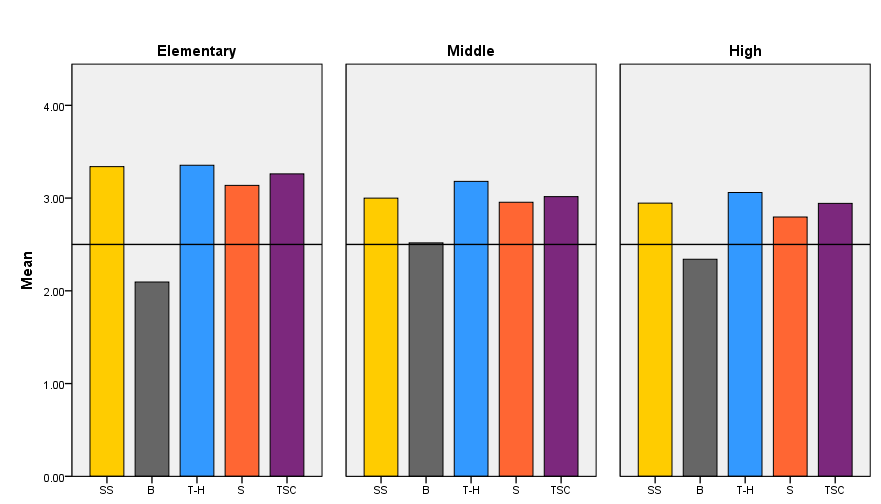 Elementary Middle High
4.00
3.00
2.00
1.00
0.00
Mean
SS B T-H S TSC SS B T-H S TSC SS B T-H S TSC